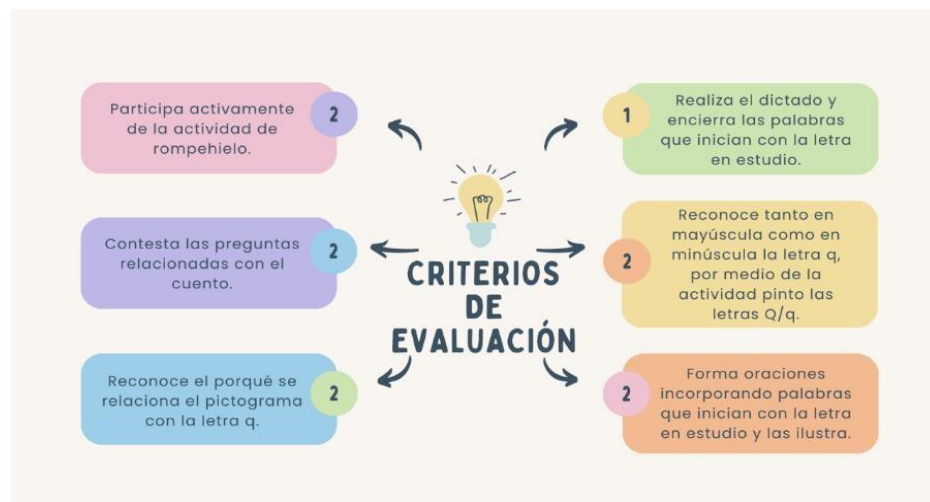 Participa activamente
de la actividad de
rompehielo.
2
Contesta las preguntas
relacionadas con el
cuento.
2
Reconoce el porqué se
relaciona el pictograma
con la letra q.
2
CRITERIOS
DE
EVALUACIÓN
1
Realiza el dictado y
encierra las palabras
que inician con la letra
en estudio.
2
Reconoce tanto en
mayúscula como en
minúscula la letra q,
por medio de la
actividad pinto las
letras Q/q.
2
Forma oraciones
incorporando palabras
que inician con la letra
en estudio y las ilustra.